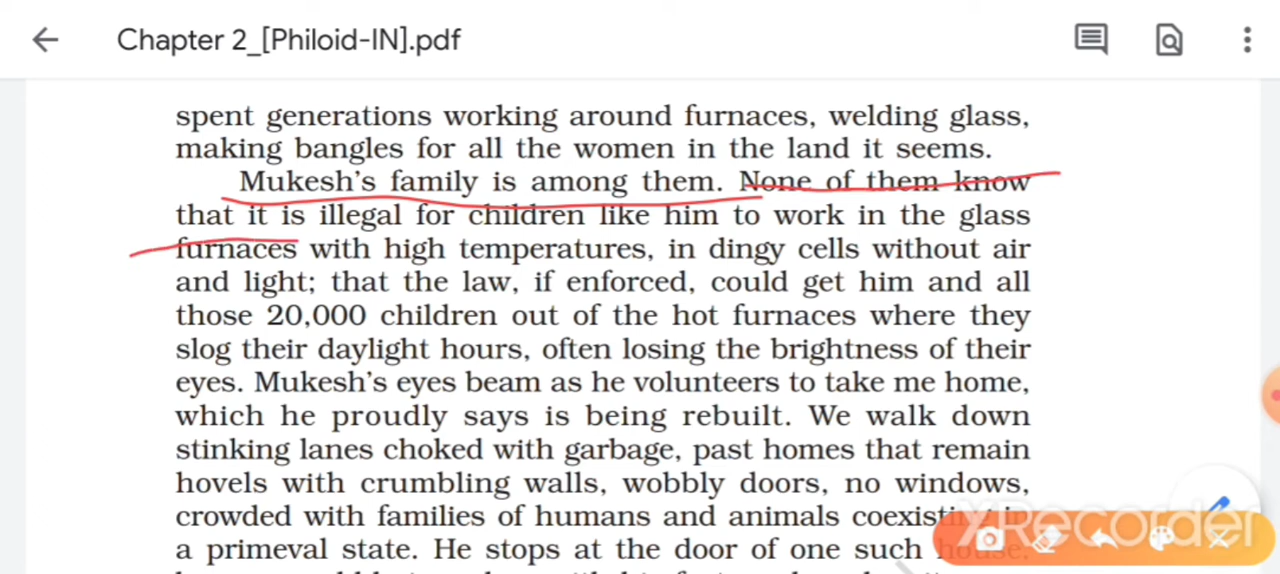 Chapter 2_[Philoid-IN].pdf
spent generations working around furnaces, welding glass,
making bangles for all the women in the land it seems.
Mukesh's family is among them. None of them know
that it is illegal for children like him to work in the glass
furnaces with high temperatures, in dingy cells without air
and light; that the law, if enforced, could get him and all
those 20,000 children out of the hot furnaces where they
slog their daylight hours, often losing the brightness of their
eyes. Mukesh's eyes beam as he volunteers to take me home,
which he proudly says is being rebuilt. We walk down
stinking lanes choked with garbage, past homes that remain
hovels with crumbling walls, wobbly doors, no windows,
crowded with families of humans and animals coexisting in
a primeval state. He stops at the door of one such house,
XRecorder